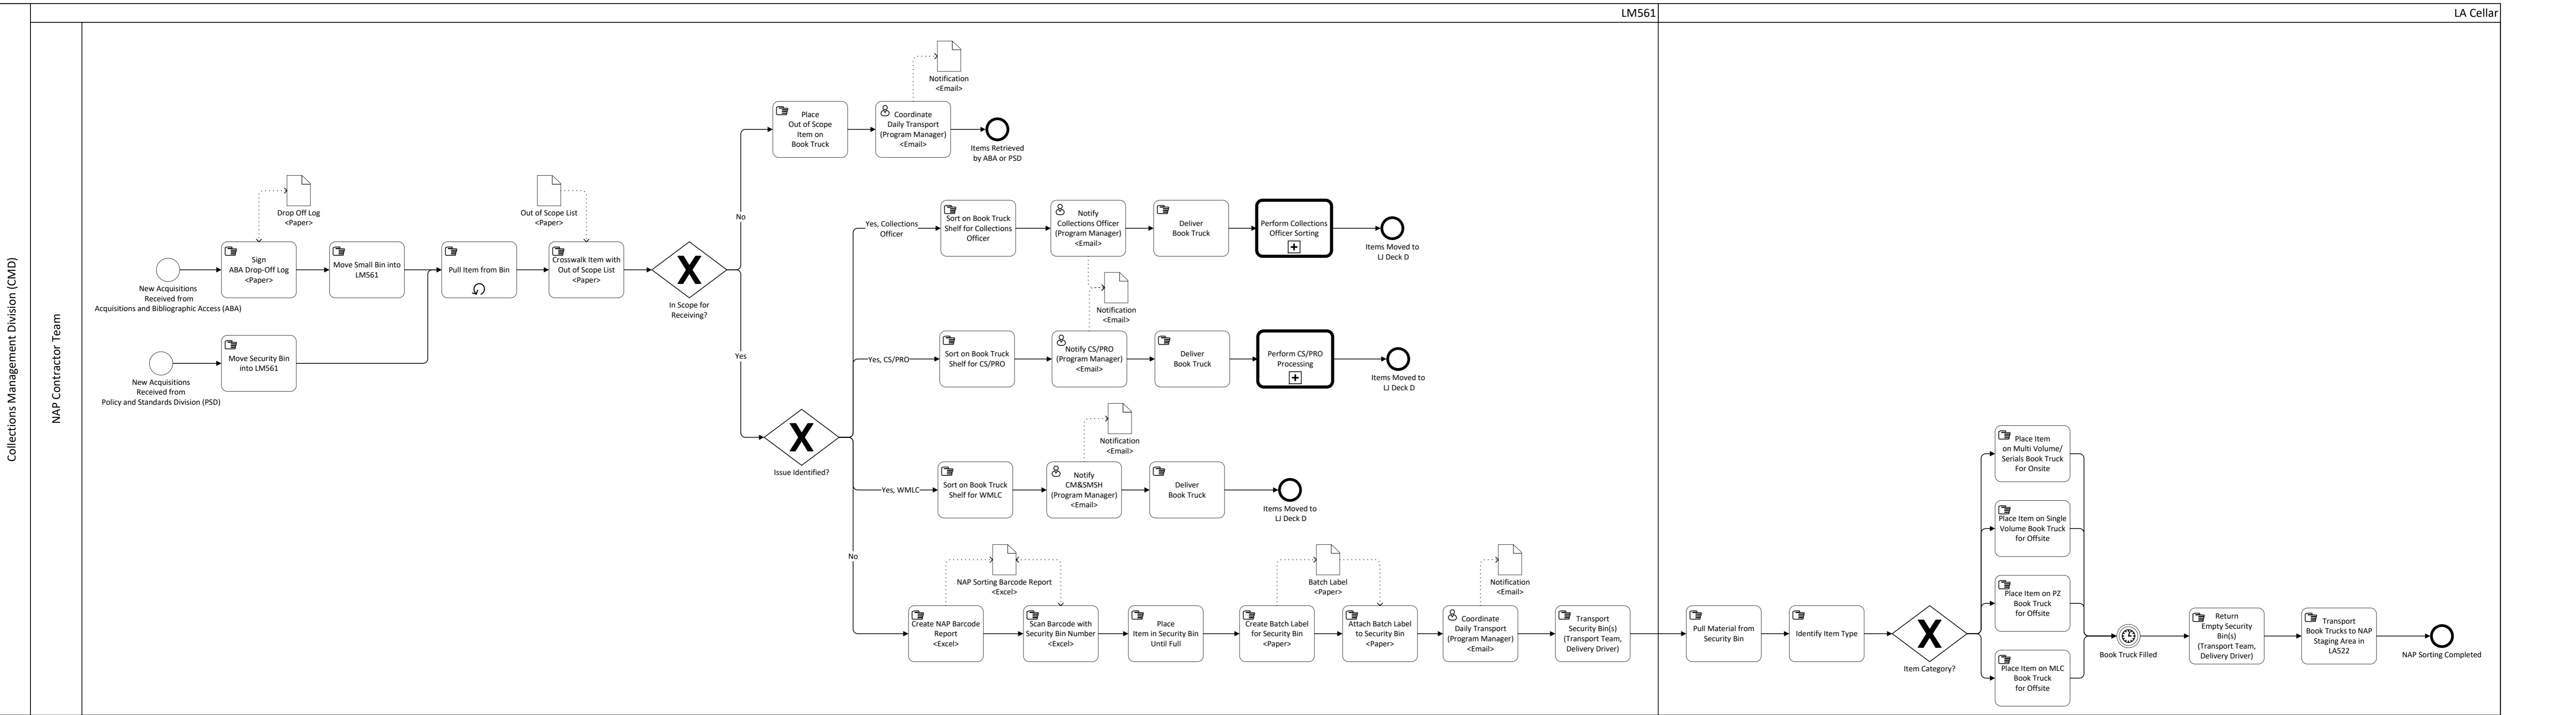 LM561
LA Cellar
Collections Management Division (CMD)
NAP Contractor Team
Notification
<Email>
Place
Out of Scope
Item on
Book Truck
Coordinate
Daily Transport
(Program Manager)
<Email>
Items Retrieved
by ABA or PSD
No
Drop Off Log
<Paper>
Out of Scope List
<Paper>
New Acquisitions
Received from
Acquisitions and Bibliographic Access (ABA)
Sign
ABA Drop-Off Log
<Paper>
Move Small Bin into
LM561
Pull Item from Bin
Crosswalk Item with
Out of Scope List
<Paper>
In Scope for
Receiving?
New Acquisitions
Received from
Policy and Standards Division (PSD)
Move Security Bin
into LM561
Yes
Issue Identified?
Yes, Collections
Officer
Sort on Book Truck
Shelf for Collections
Officer
Notify
Collections Officer
(Program Manager)
<Email>
Deliver
Book Truck
Perform Collections
Officer Sorting
Items Moved to
LJ Deck D
Notification
<Email>
Yes, CS/PRO
Sort on Book Truck
Shelf for CS/PRO
Notify CS/PRO
(Program Manager)
<Email>
Deliver
Book Truck
Perform CS/PRO
Processing
Items Moved to
LJ Deck D
Notification
<Email>
Yes, WMLC
Sort on Book Truck
Shelf for WMLC
Notify
CM&SMSH
(Program Manager)
<Email>
Deliver
Book Truck
Items Moved to
LJ Deck D
No
NAP Sorting Barcode Report
<Excel>
Batch Label
<Paper>
Notification
<Email>
Create NAP Barcode
Report
<Excel>
Scan Barcode with
Security Bin Number
<Excel>
Place
Item in Security Bin
Until Full
Create Batch Label
for Security Bin
<Paper>
Attach Batch Label
to Security Bin
<Paper>
Coordinate
Daily Transport
(Program Manager)
<Email>
Transport
Security Bin(s)
(Transport Team,
Delivery Driver)
Pull Material from
Security Bin
Identify Item Type
Item Category?
Place Item
on Multi Volume/
Serials Book Truck
For Onsite
Place Item on Single
Volume Book Truck
for Offsite
Place Item on PZ
Book Truck
for Offsite
Place Item on MLC
Book Truck
for Offsite
Book Truck Filled
Return
Empty Security
Bin(s)
(Transport Team,
Delivery Driver)
Transport
Book Trucks to NAP
Staging Area in
LA522
NAP Sorting Completed